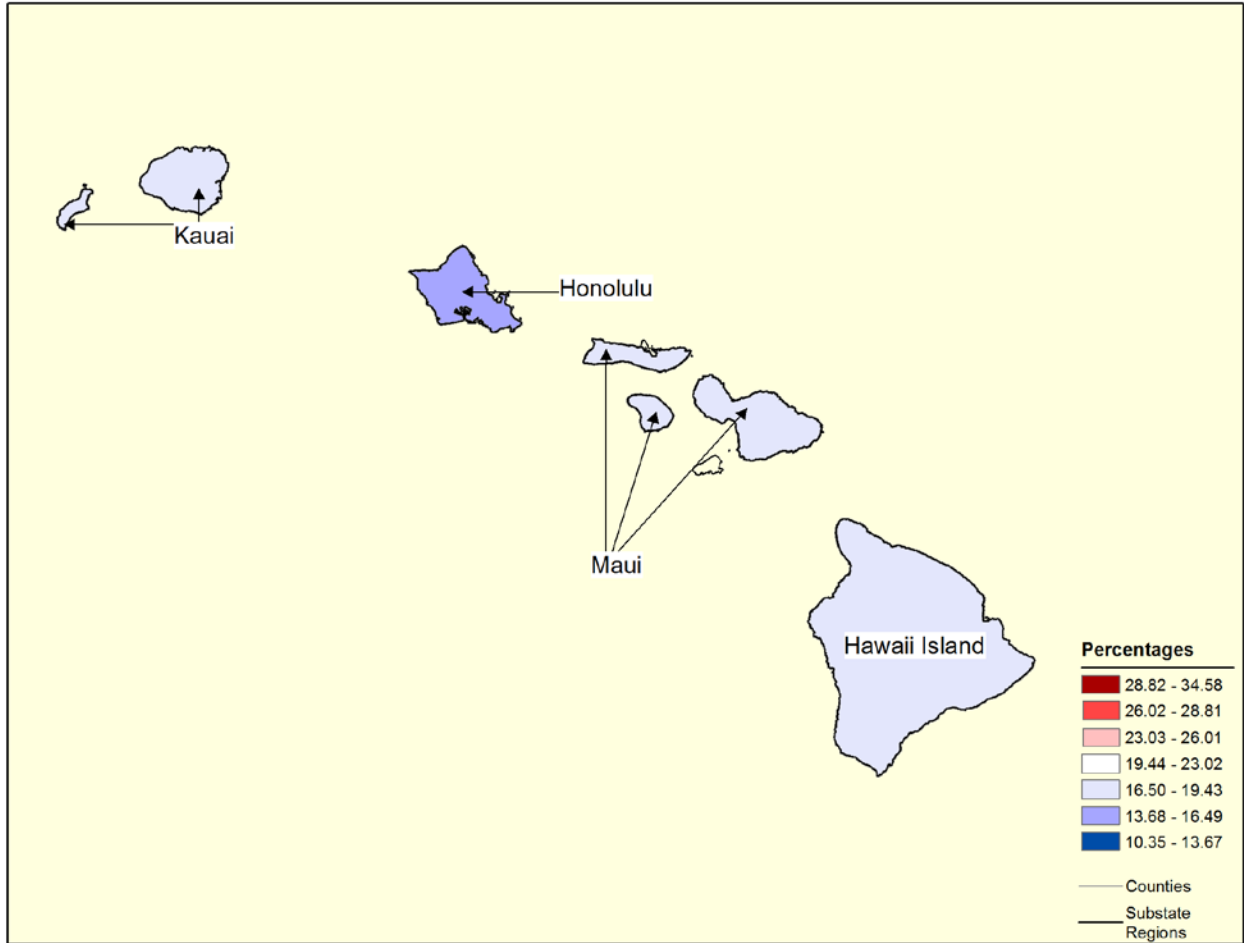 Kauai
Honolulu
Maui
Hawaii Island
Percentages
28.82 - 34.58
26.02 - 28.81
23.03 - 26.01
19.44 - 23.02
16.50 - 19.43
13.68 - 16.49
10.35 - 13.67
Counties
Substate
Regions